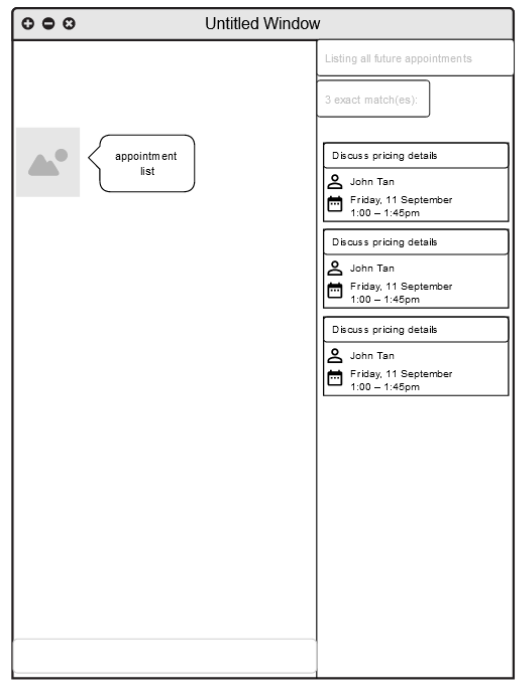 Untitled Window
Listing all future appointments
3 exact match(es):
appointment
list
Discuss pricing details
John Tan
Friday, 11 September
1:00 – 1:45pm
Discuss pricing details
John Tan
Friday, 11 September
1:00 – 1:45pm
Discuss pricing details
John Tan
Friday, 11 September
1:00 – 1:45pm